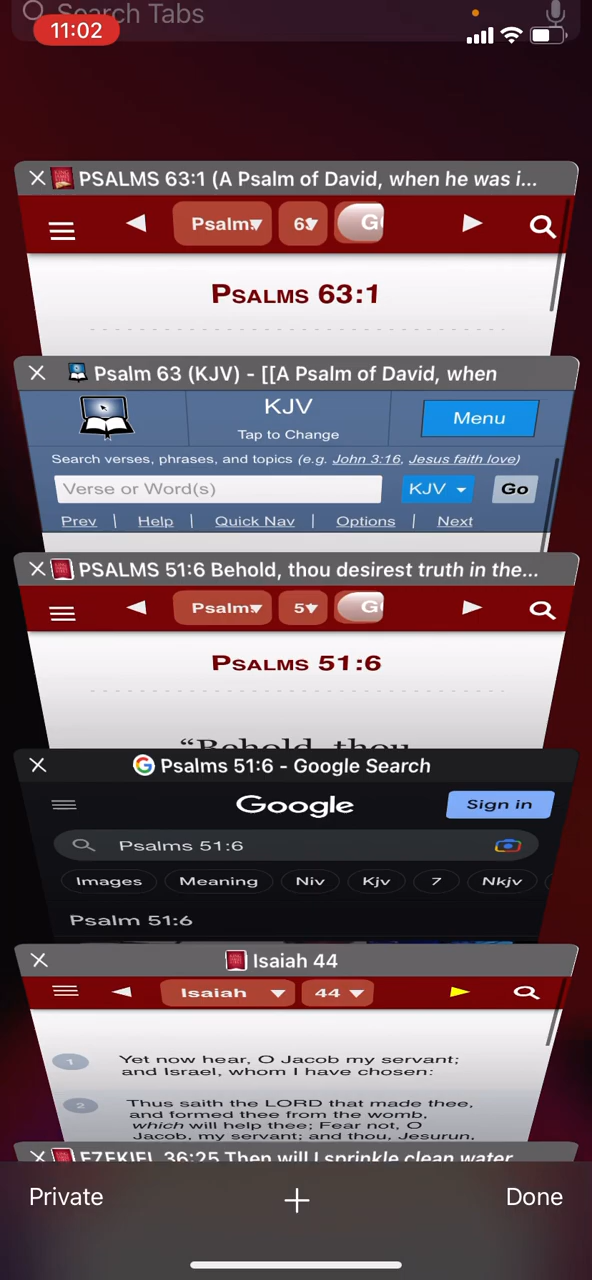 Search Tabs
11:02
PSALMS 63:1 (A Psalm of David, when he was i...
Psalm 63 G
PSALMS 63:1
Psalm 63 (KJV) - [[A Psalm of David, when
KJV
Tap to Change
Menu
Search verses, phrases, and topics (e.g. John 3:16, Jesus faith love)
Verse or Word(s) KJV Go
Prev | Help | Quick Nav | Options | Next
PSALMS 51:6 Behold, thou desirest truth in the...
Psalm 5 G
PSALMS 51:6
“Behold, thou
Psalms 51:6 - Google Search
Google
Sign in
Psalms 51:6
Images Meaning Niv Kjv 7 Nkjv
Psalm 51:6
Isaiah 44
Isaiah 44
1 Yet now hear, O Jacob my servant;
and Israel, whom I have chosen:
2 Thus saith the LORD that made thee,
and formed thee from the womb,
which will help thee; Fear not, O
Jacob, my servant; and thou, Jesurun,
EZEKIEL 36:25 Then will I sprinkle clean water
Private
Done